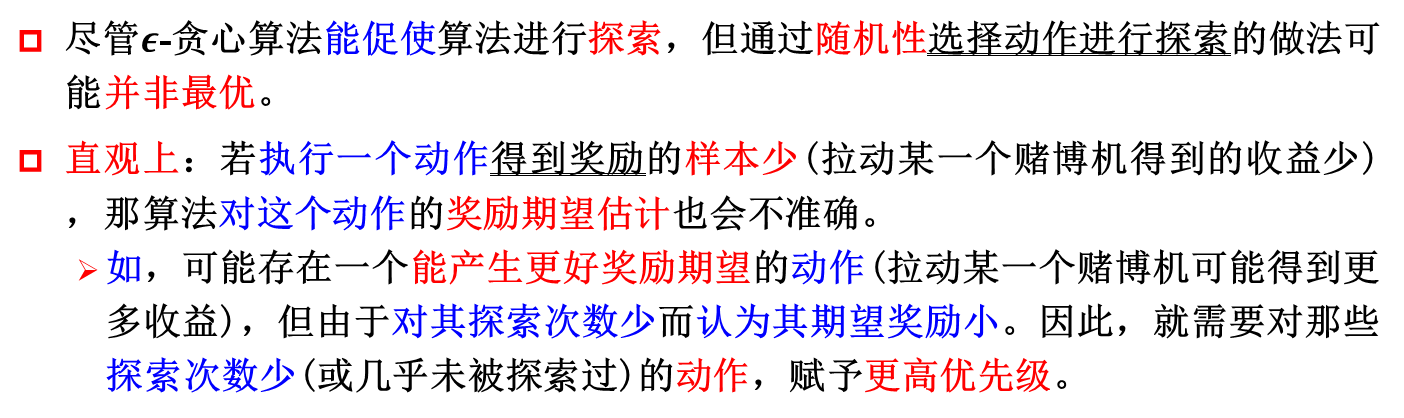 尽管ϵ-贪心算法能促使算法进行探索，但通过随机性选择动作进行探索的做法可
能并非最优。
直观上：若执行一个动作得到奖励的样本少(拉动某一个赌博机得到的收益少)
，那算法对这个动作的奖励期望估计也会不准确。
如，可能存在一个能产生更好奖励期望的动作(拉动某一个赌博机可能得到更
多收益)，但由于对其探索次数少而认为其期望奖励小。因此，就需要对那些
探索次数少(或几乎未被探索过)的动作，赋予更高优先级。